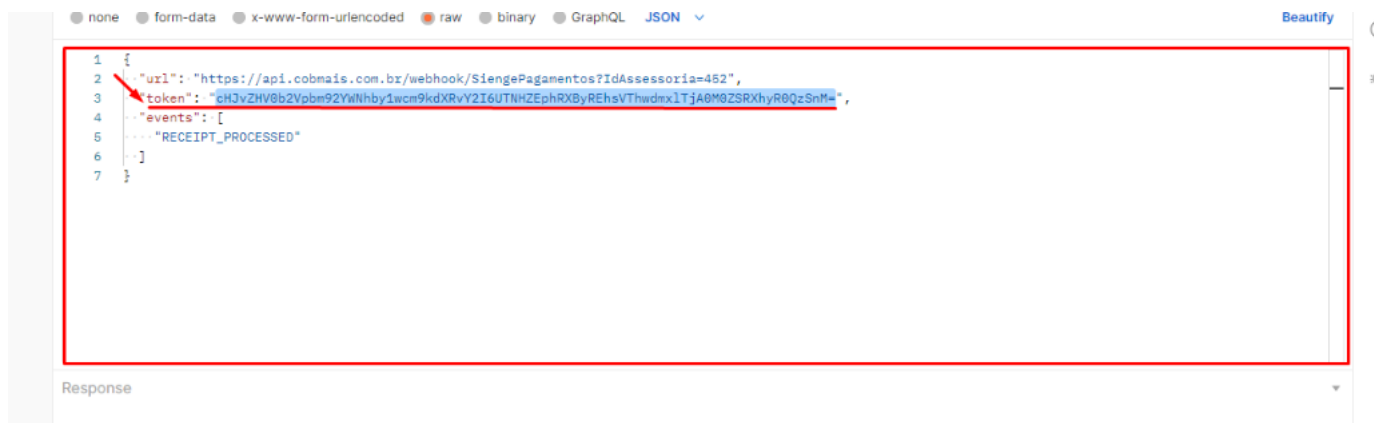 none form-data x-www-form-urlencoded raw binary GraphQL JSON Beautify
1 {
2 "url": "https://api.cobmais.com.br/webhook/SiengePagamentos?IdAssessoria=452",
3 "token": "cHJvZHV0b2Vpbm92YWNhby1wcm9kdXRvY2I6UTNHZEphRXByREhsVThwdmxlTjA0M0ZSRXhyR0QzSnM=",
4 "events": [
5 "RECEIPT_PROCESSED"
6 ]
7 }
Response